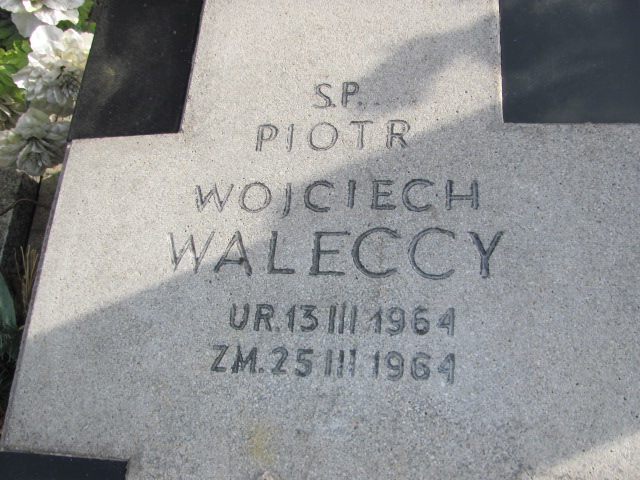 S.P.
PIOTR
WOJCIECH
WALECCY
UR. 13 III 1964
ZM. 25 III 1964